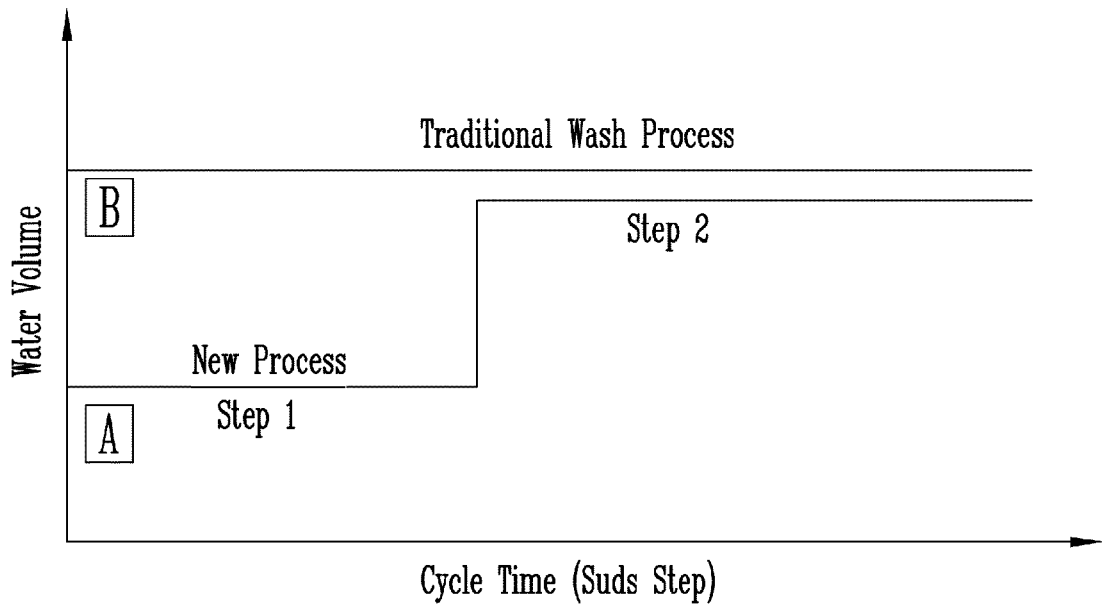 Traditional Wash Process
B
Step 2
Water Volume
New Process
Step 1
A
Cycle Time (Suds Step)